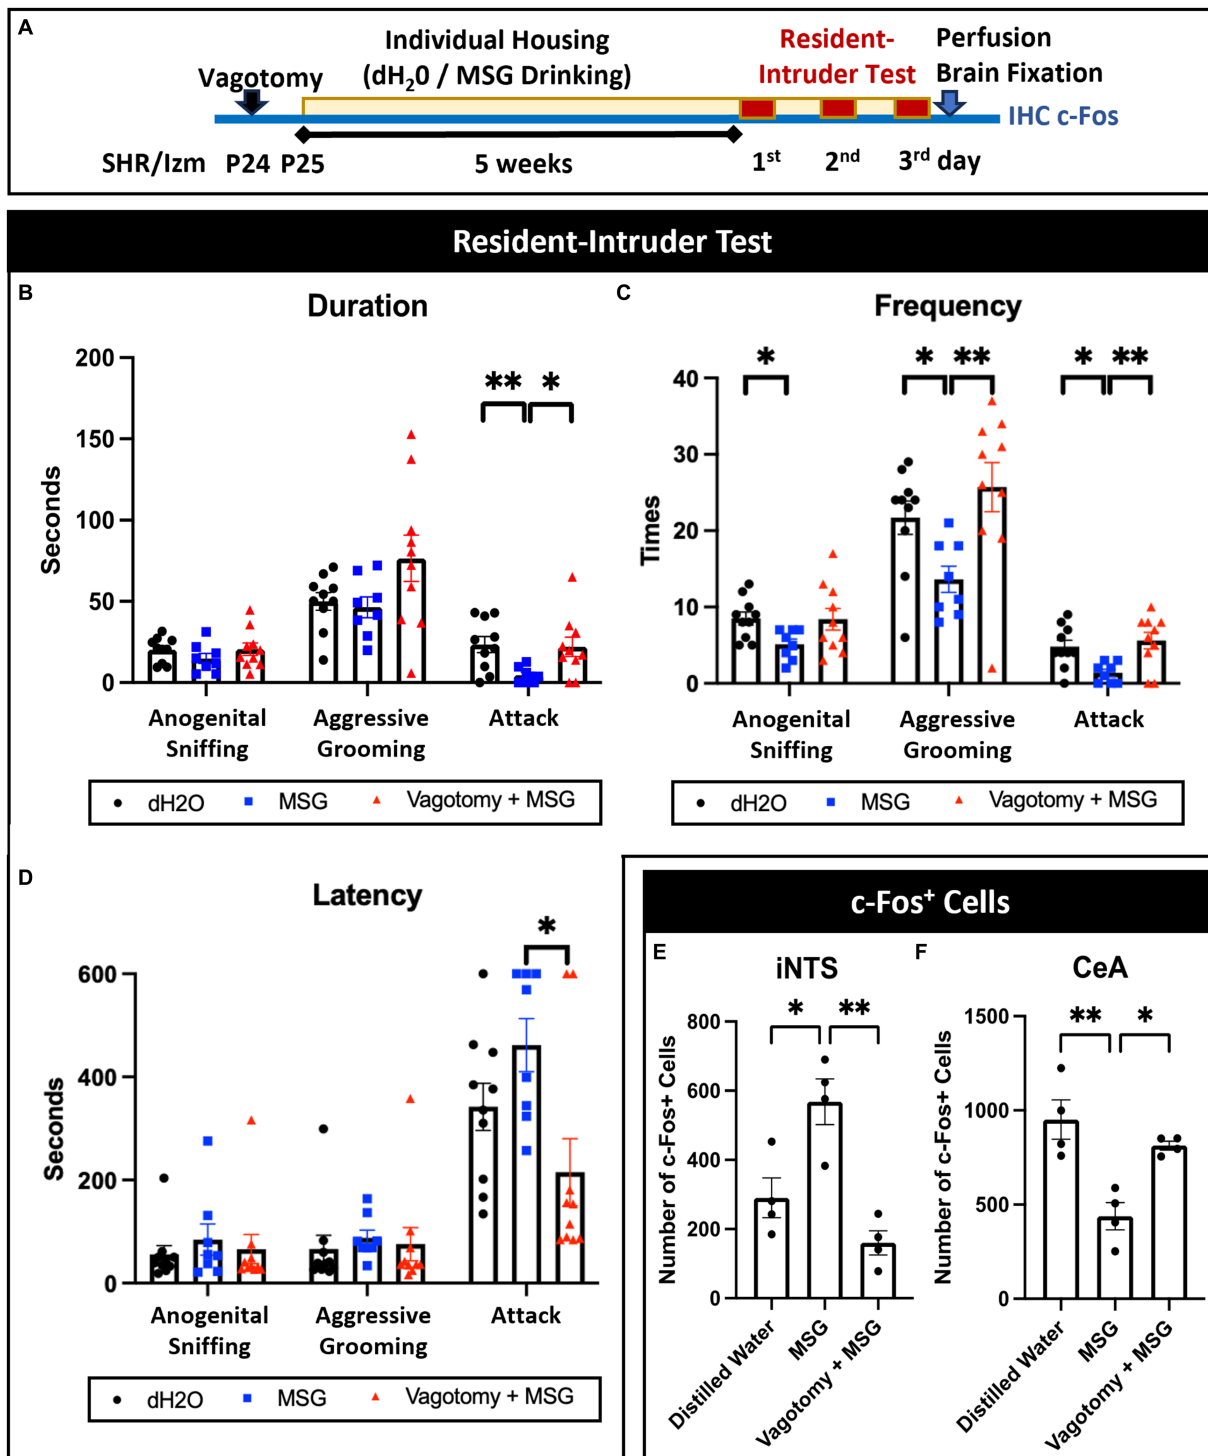 A
Individual Housing
(dH20 / MSG Drinking)
Resident-
Intruder Test
Perfusion
Brain Fixation
Vagotomy
IHC c-Fos
SHR/Izm P24 P25 5 weeks 1st 2nd 3rd day
Resident-Intruder Test
B
Duration
** *
Seconds
200
150
100
50
0
Anogenital
Sniffing
Aggressive
Grooming
Attack
dH2O MSG Vagotomy + MSG
C
Frequency
* * ** * **
Times
40
30
20
10
0
Anogenital
Sniffing
Aggressive
Grooming
Attack
dH2O MSG Vagotomy + MSG
D
Latency
*
Seconds
600
400
200
0
Anogenital
Sniffing
Aggressive
Grooming
Attack
dH2O MSG Vagotomy + MSG
c-Fos+ Cells
E
iNTS
* **
Number of c-Fos+ Cells
800
600
400
200
0
Distilled Water
MSG
Vagotomy + MSG
F
CeA
** *
Number of c-Fos+ Cells
1500
1000
500
0
Distilled Water
MSG
Vagotomy + MSG